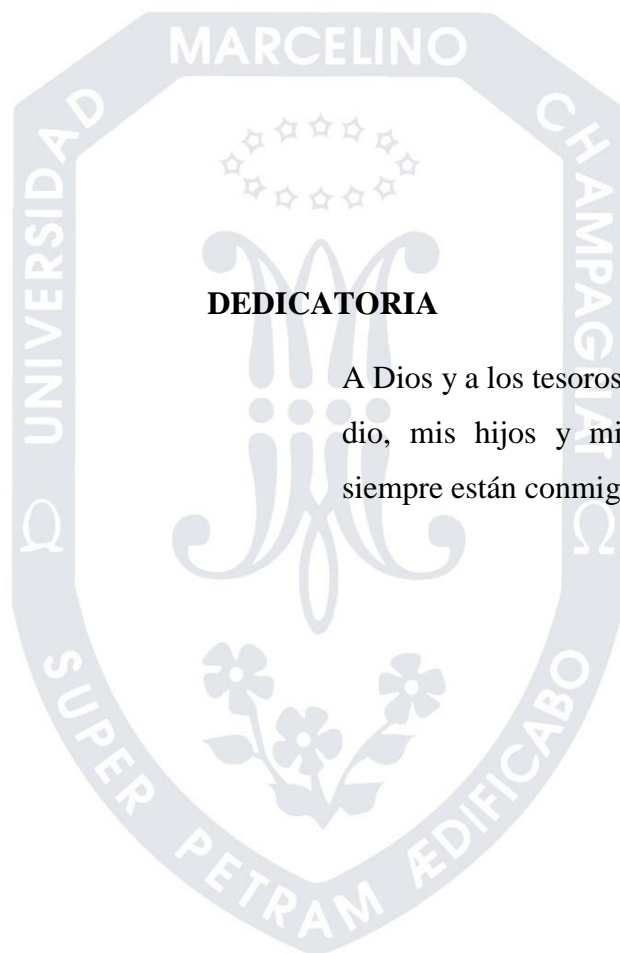 MARCELINO
UNIVERSIDAD
CHAMPAGNAT
DEDICATORIA
A Dios y a los tesoros
dio, mis hijos y mi
siempre están conmig
SUPER PETRAM ÆDIFICABO